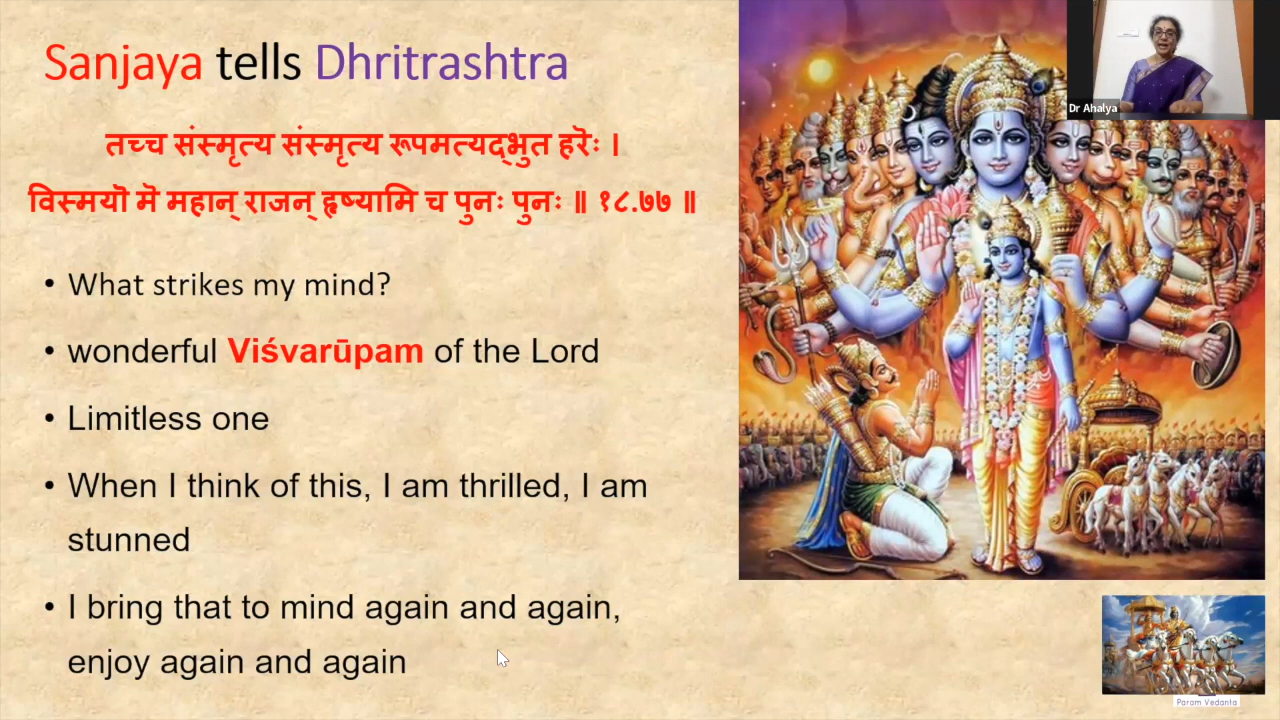 Sanjaya tells Dhritrashtra
तच्च संस्मृत्य संस्मृत्य रूपमत्यद्भुत हरॆः ।
विस्मयॊ मॆ महान् राजन् हृष्यामि च पुनः पुनः ॥ १८.७७ ॥
• What strikes my mind?
• wonderful Viśvarūpam of the Lord
• Limitless one
• When I think of this, I am thrilled, I am
stunned
• I bring that to mind again and again,
enjoy again and again
Dr Ahalya
Param Vedanta